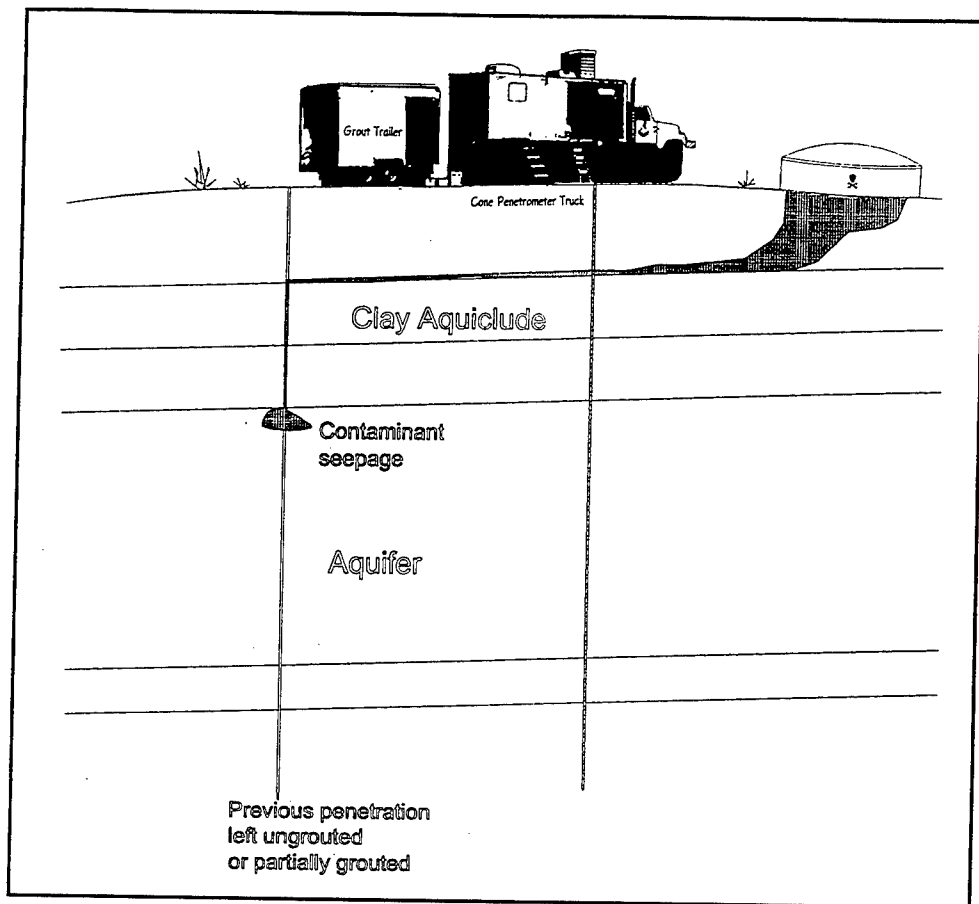 Grout Trailer
Cone Penetrometer Truck
Clay Aquiclude
Contaminant
seepage
Aquifer
Previous penetration
left ungrouted
or partially grouted